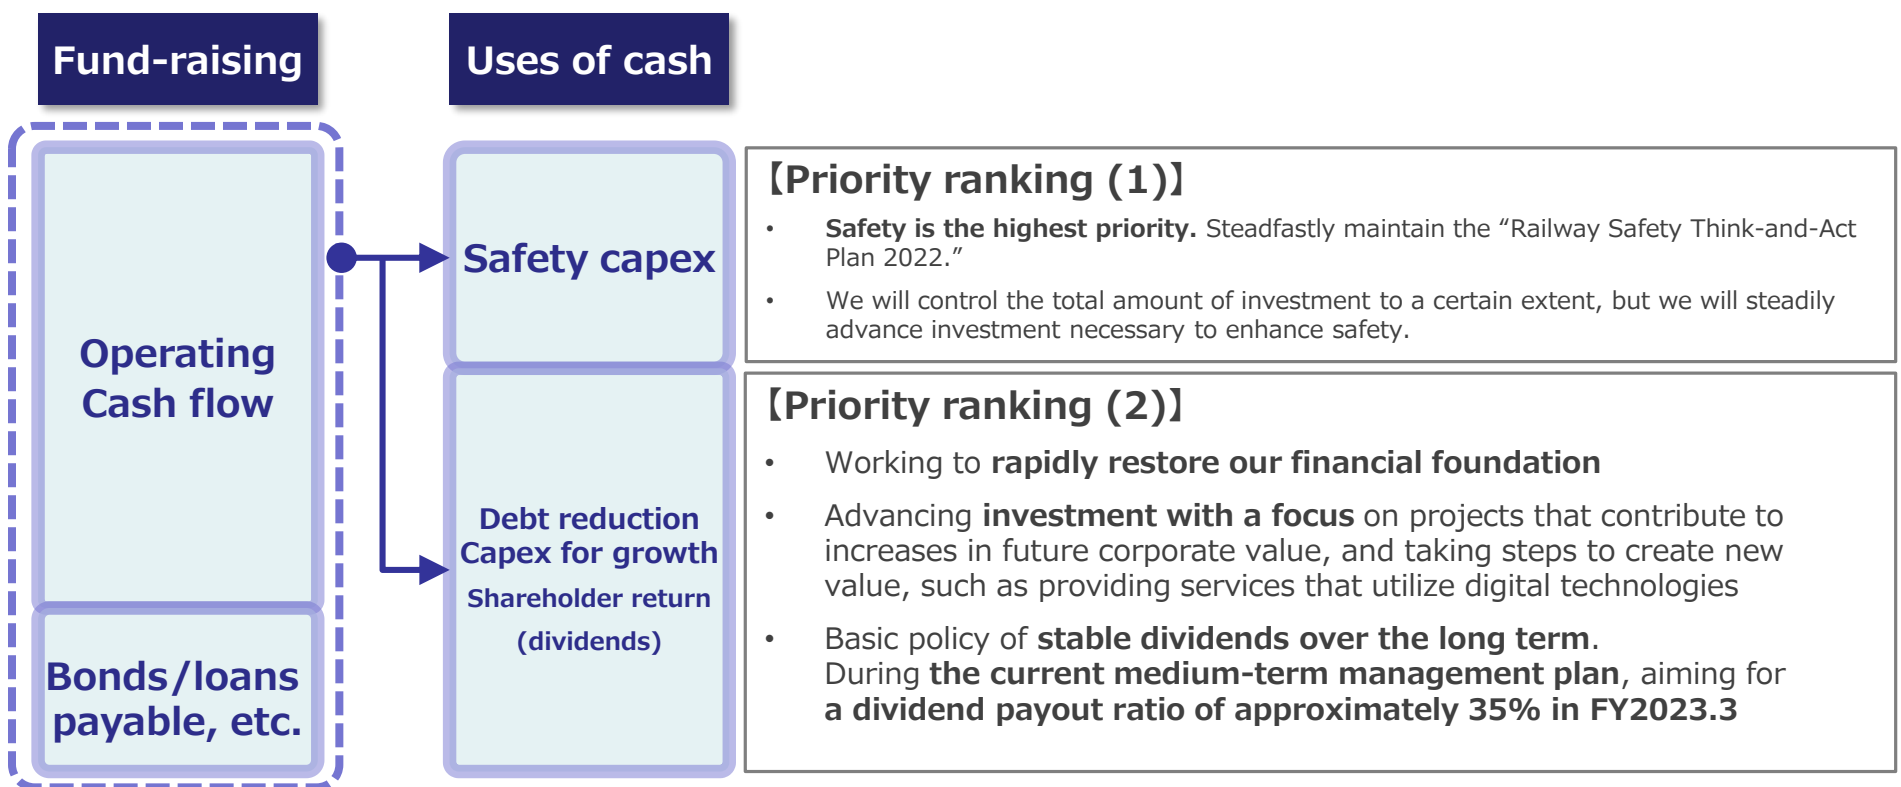 Fund-raising
Uses of cash
Operating
Cash flow
Bonds/loans
payable, etc.
Safety capex
Debt reduction
Capex for growth
Shareholder return
(dividends)
【Priority ranking (1)】
• Safety is the highest priority. Steadfastly maintain the “Railway Safety Think-and-Act
Plan 2022.”
• We will control the total amount of investment to a certain extent, but we will steadily
advance investment necessary to enhance safety.
【Priority ranking (2)】
• Working to rapidly restore our financial foundation
• Advancing investment with a focus on projects that contribute to
increases in future corporate value, and taking steps to create new
value, such as providing services that utilize digital technologies
• Basic policy of stable dividends over the long term.
During the current medium-term management plan, aiming for
a dividend payout ratio of approximately 35% in FY2023.3